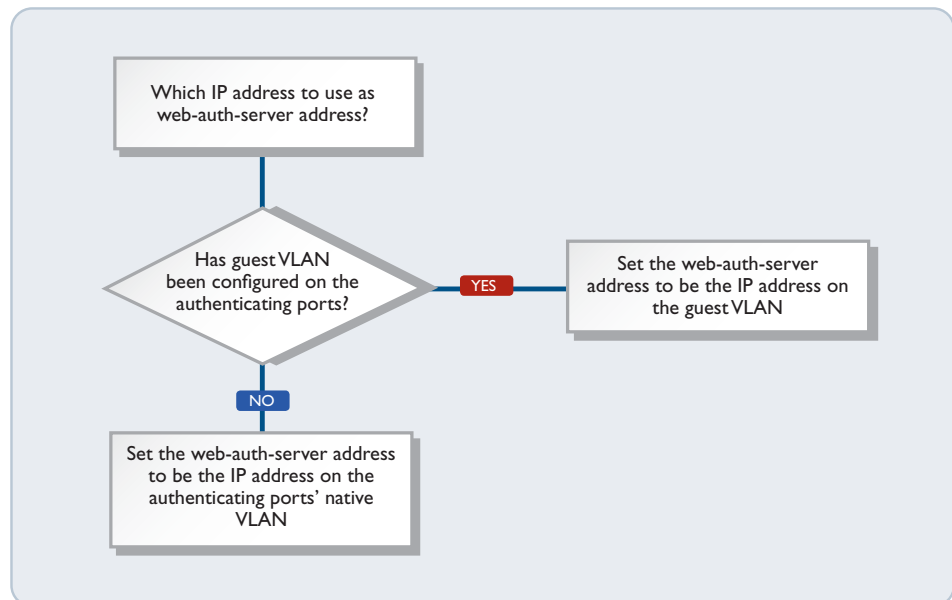 Which IP address to use as
web-auth-server address?
Has guest VLAN
been configured on the
authenticating ports?
YES
Set the web-auth-server
address to be the IP address on
the guest VLAN
NO
Set the web-auth-server address
to be the IP address on the
authenticating ports' native
VLAN